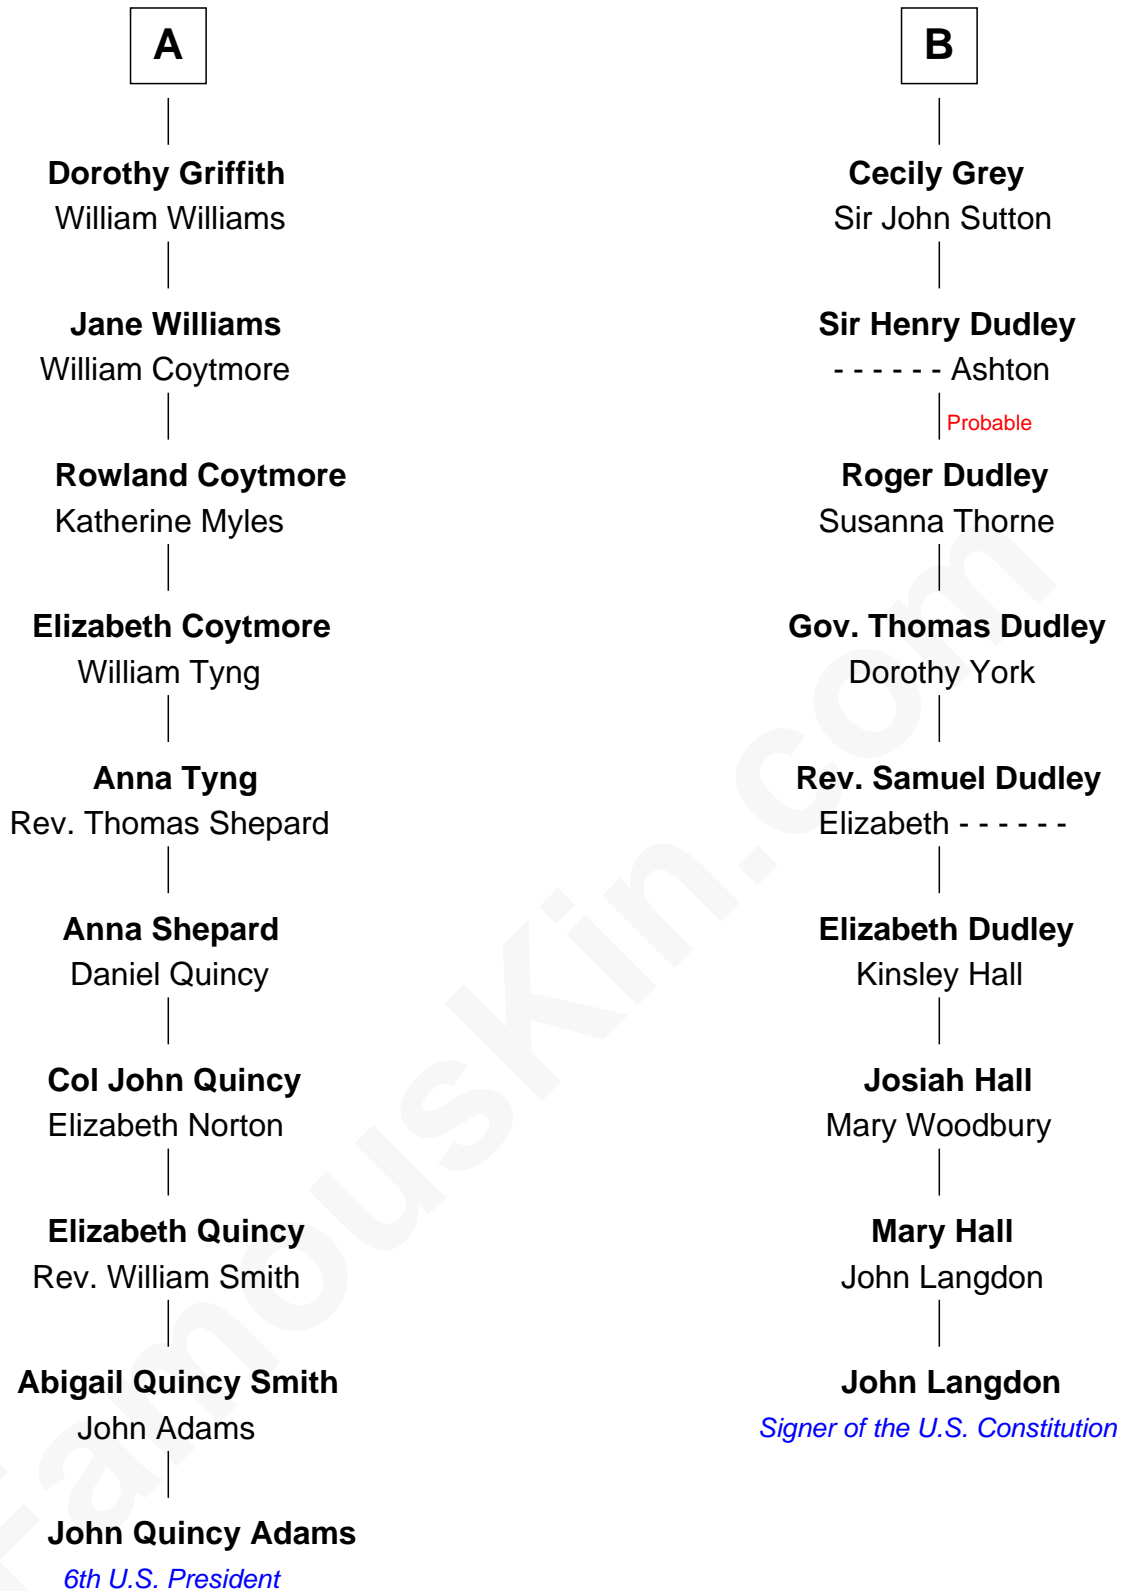 A
Dorothy Griffith
William Williams
Jane Williams
William Coytmore
Rowland Coytmore
Katherine Myles
Elizabeth Coytmore
William Tyng
Anna Tyng
Rev. Thomas Shepard
Anna Shepard
Daniel Quincy
Col John Quincy
Elizabeth Norton
Elizabeth Quincy
Rev. William Smith
Abigail Quincy Smith
John Adams
John Quincy Adams
6th U.S. President
B
Cecily Grey
Sir John Sutton
Sir Henry Dudley
- - - - - - Ashton
Probable
Roger Dudley
Susanna Thorne
Gov. Thomas Dudley
Dorothy York
Rev. Samuel Dudley
Elizabeth - - - - - -
Elizabeth Dudley
Kinsley Hall
Josiah Hall
Mary Woodbury
Mary Hall
John Langdon
John Langdon
Signer of the U.S. Constitution
FamousKin.com